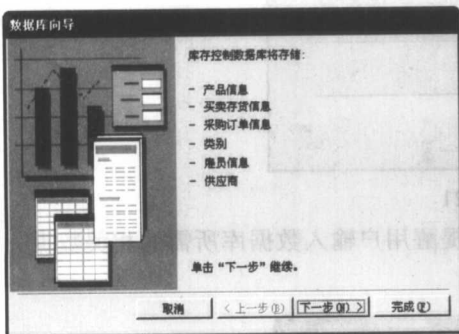 数据库向导
库存控制数据库将存储:
- 产品信息
- 买卖存货信息
- 采购订单信息
- 类别
- 雇员信息
- 供应商
单击“下一步”继续。
取消
< 上一步(B)
下一步(N) >
完成(F)